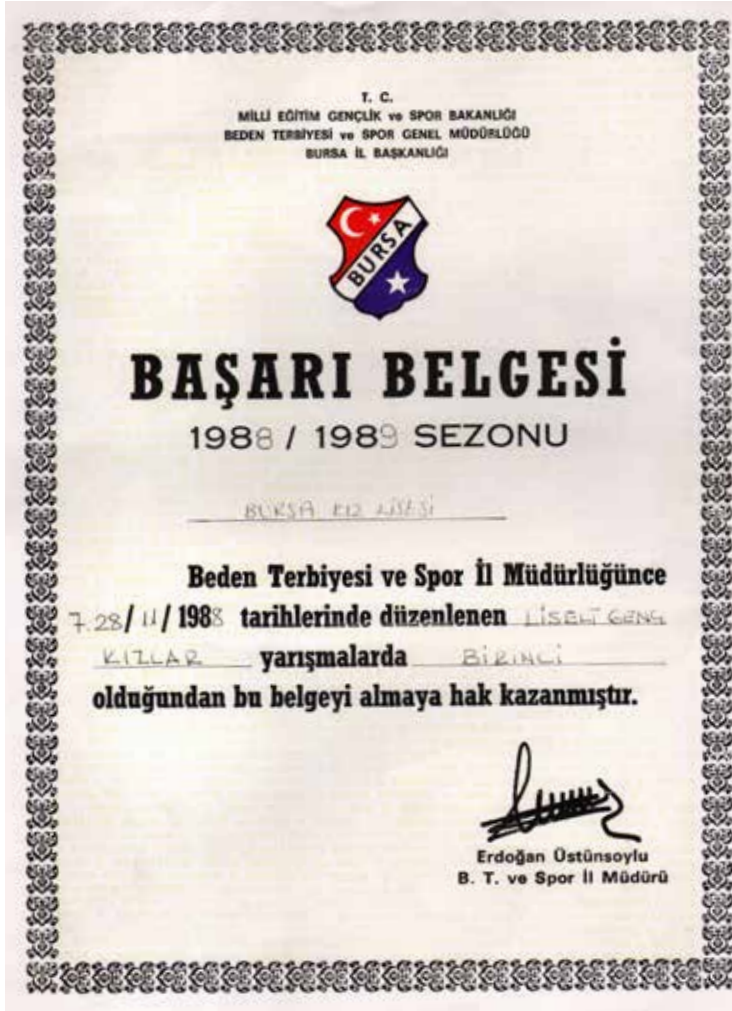 T. C.
MİLLİ EĞİTİM GENÇLİK ve SPOR BAKANLIĞI
BEDEN TERBİYESİ ve SPOR GENEL MÜDÜRLÜĞÜ
BURSA İL BAŞKANLIĞI
BURSA
BAŞARI BELGESİ
1988 / 1989 SEZONU
BURSA KIZ LİSESİ
Beden Terbiyesi ve Spor İl Müdürlüğünce
7.28/11/1988 tarihlerinde düzenlenen LİSELİ GENÇ
KIZLAR yarışmalarda BİRİNCİ
olduğundan bu belgeyi almaya hak kazanmıştır.
Erdoğan Üstünsoylu
B. T. ve Spor İl Müdürü